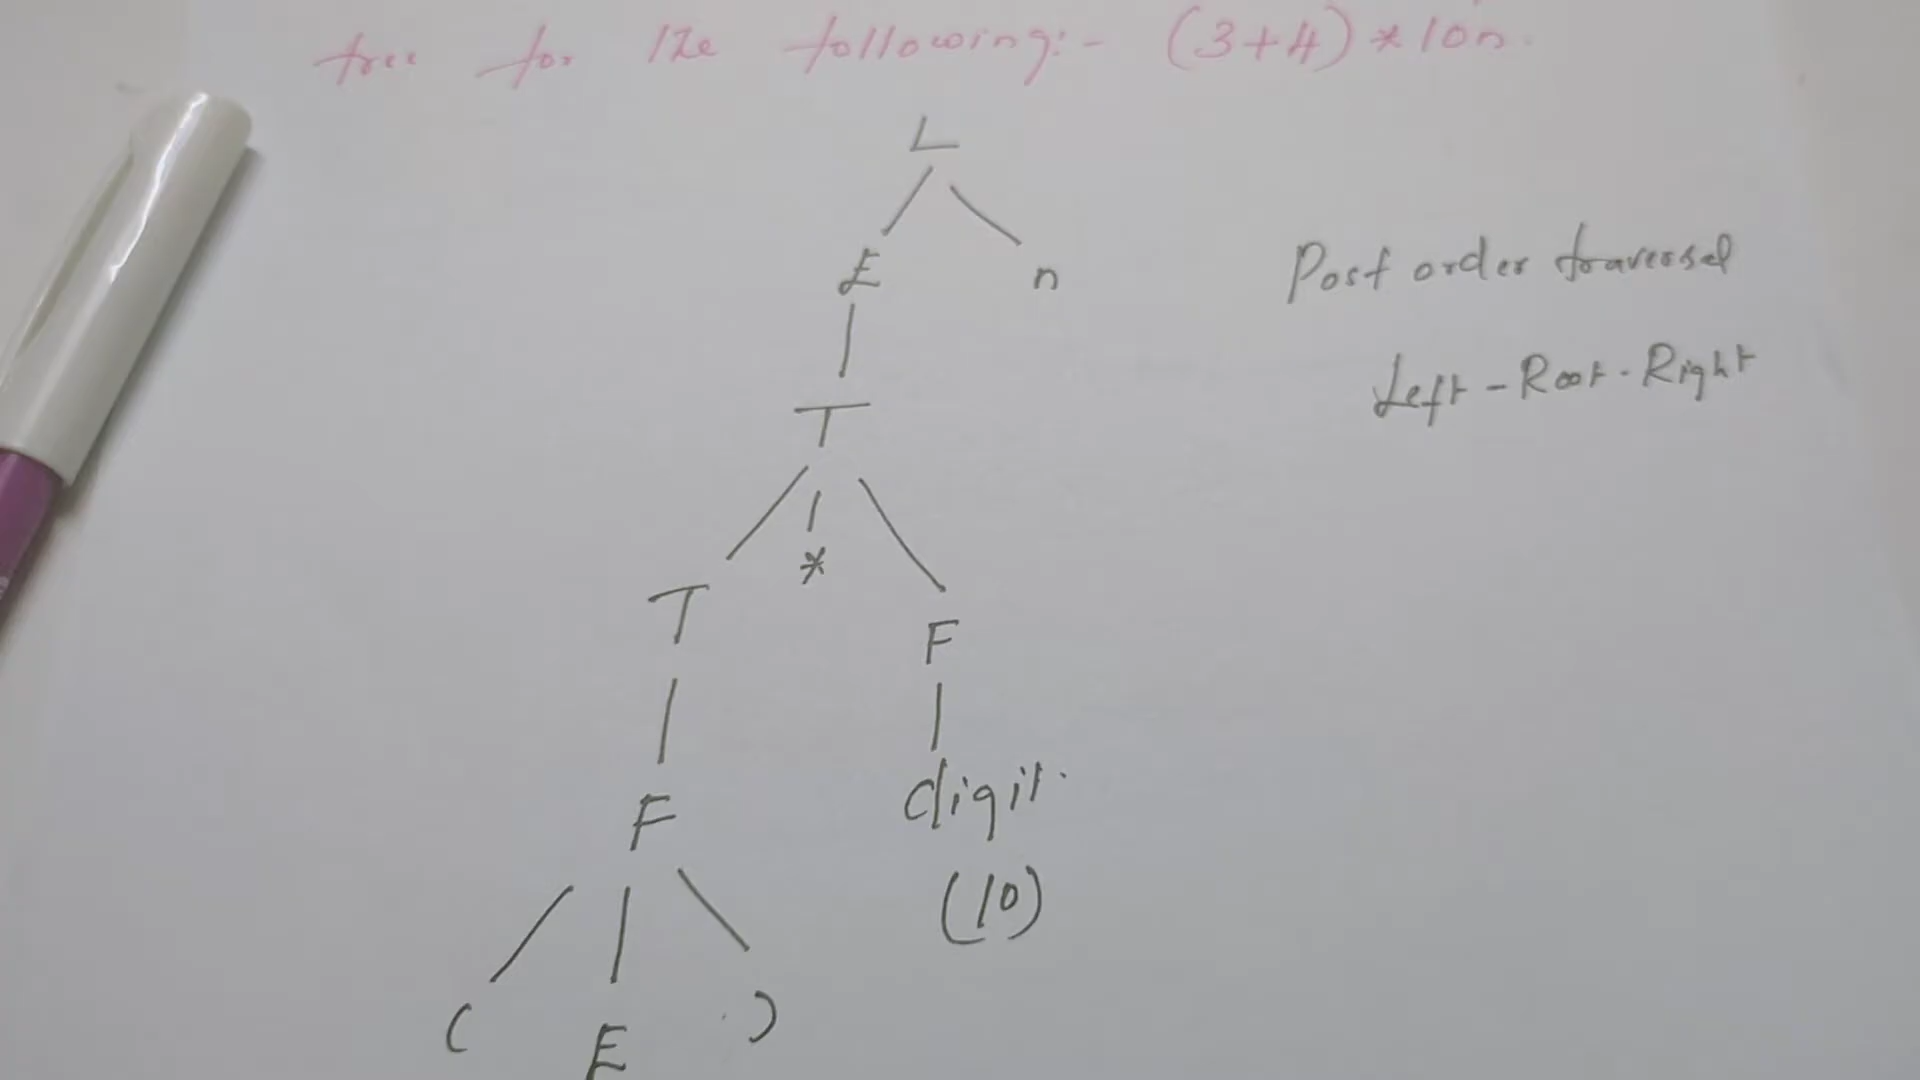 tree for the following:- (3+4) * 10n.
L
E n
Post order traversal
T
Left - Root - Right
T * F
F digit
(10)
( E )